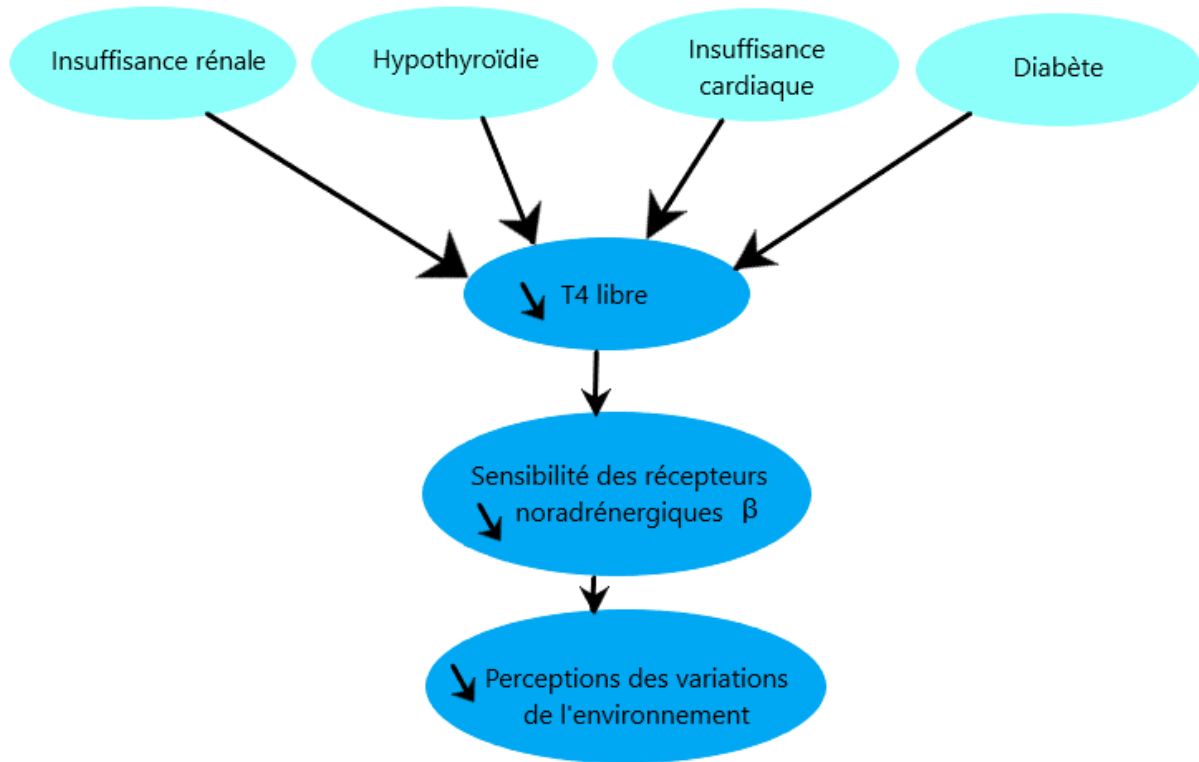 Insuffisance rénale
Hypothyroïdie
Insuffisance
cardiaque
Diabète
T4 libre
Sensibilité des récepteurs
noradrénergiques β
Perceptions des variations
de l'environnement